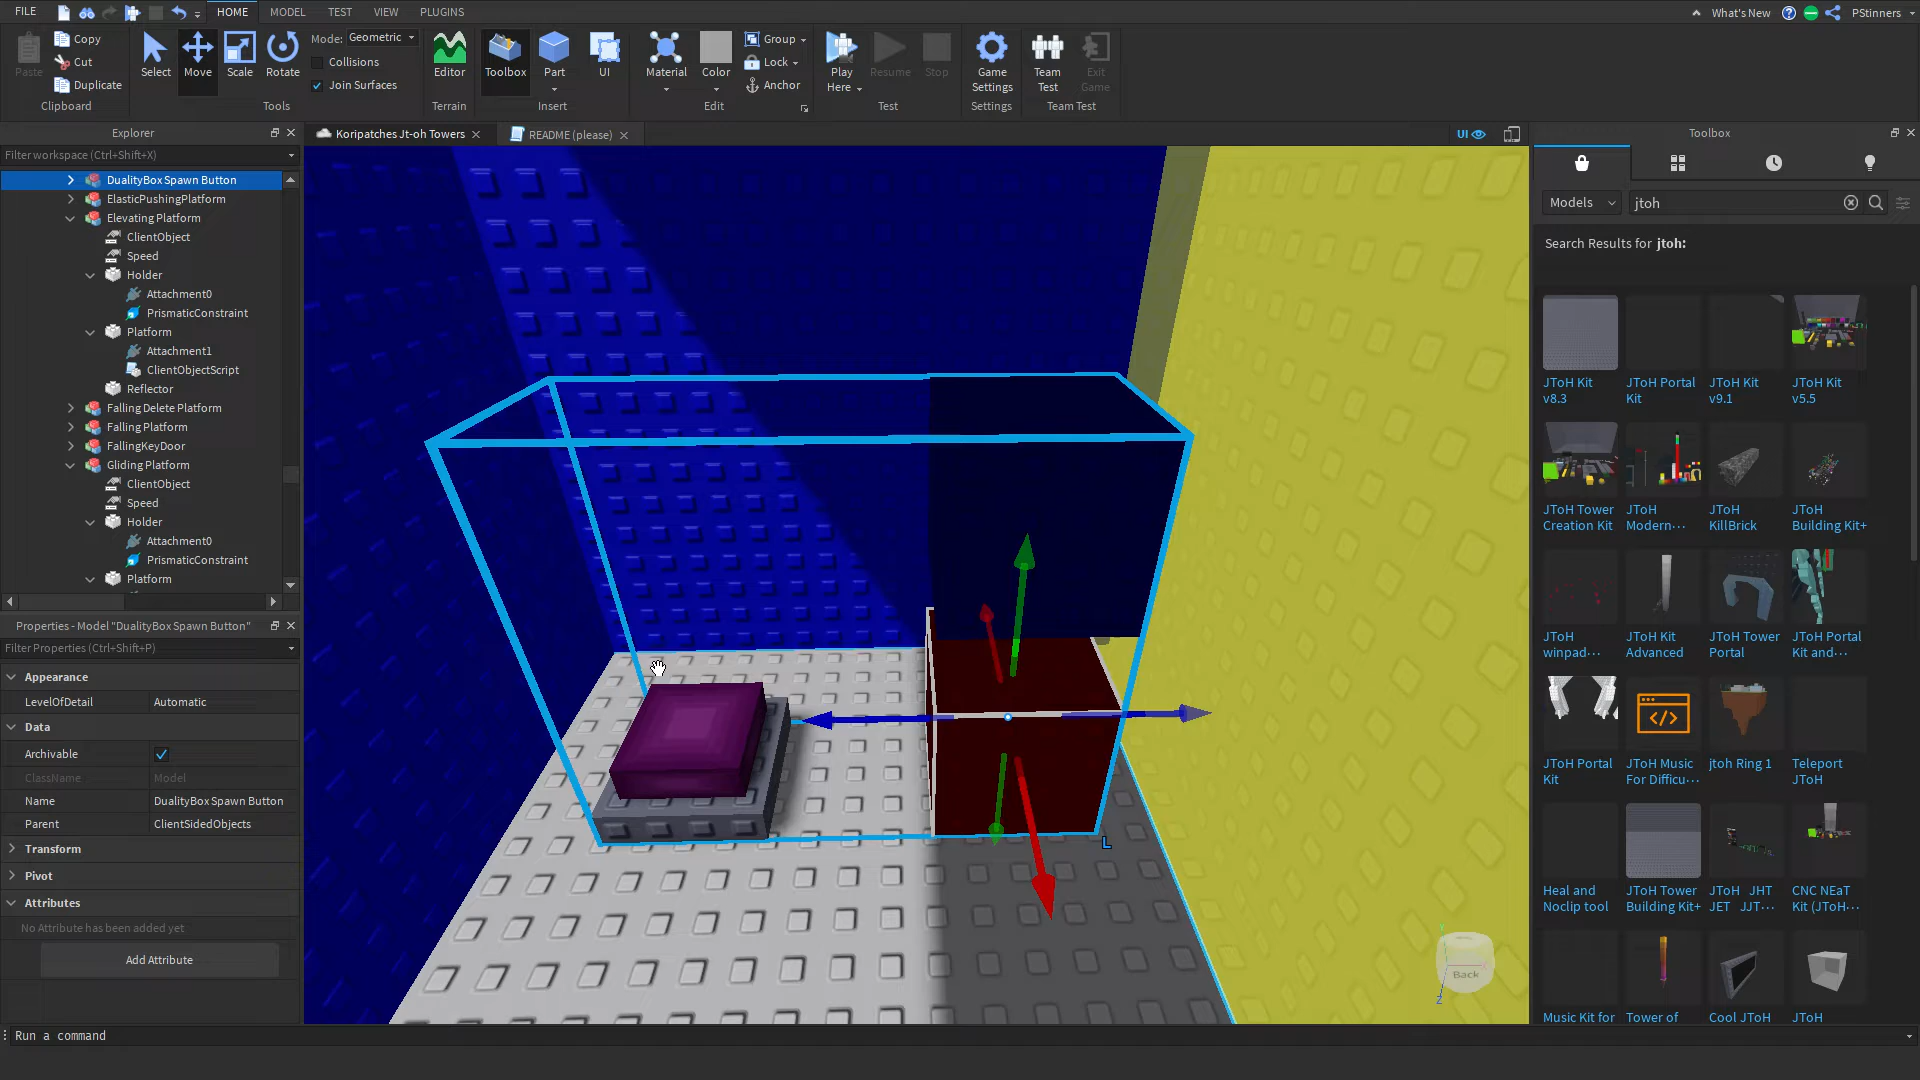 FILE
HOME
MODEL
TEST
VIEW
PLUGINS
What's New
PStinners
Paste
Copy
Cut
Duplicate
Clipboard
Select
Move
Scale
Rotate
Mode:
Geometric
Collisions
Join Surfaces
Tools
Editor
Terrain
Toolbox
Part
UI
Insert
Material
Color
Group
Lock
Anchor
Edit
Play
Here
Resume
Stop
Test
Game
Settings
Settings
Team
Test
Exit
Game
Team Test
Explorer
Filter workspace (Ctrl+Shift+X)
DualityBox Spawn Button
ElasticPushingPlatform
Elevating Platform
ClientObject
Speed
Holder
Attachment0
PrismaticConstraint
Platform
Attachment1
ClientObjectScript
Reflector
Falling Delete Platform
Falling Platform
FallingKeyDoor
Gliding Platform
ClientObject
Speed
Holder
Attachment0
PrismaticConstraint
Platform
Properties - Model "DualityBox Spawn Button"
Filter Properties (Ctrl+Shift+P)
Appearance
LevelOfDetail Automatic
Data
Archivable
ClassName Model
Name DualityBox Spawn Button
Parent ClientSidedObjects
Transform
Pivot
Attributes
No Attribute has been added yet
Add Attribute
Run a command
Koripatches Jt-oh Towers
README (please)
UI
L
Y
Back
Z
Toolbox
Models
jtoh
Search Results for jtoh:
JToH Kit
v8.3
JToH Portal
Kit
JToH Kit
v9.1
JToH Kit
v5.5
JToH Tower
Creation Kit
JToH
Modern...
JToH
KillBrick
JToH
Building Kit+
JToH
winpad...
JToH Kit
Advanced
JToH Tower
Portal
JToH Portal
Kit and...
JToH Portal
Kit
JToH Music
For Difficu...
jtoh Ring 1
Teleport
JToH
Heal and
Noclip tool
JToH Tower
Building Kit+
JToH JHT
JET JJT...
CNC NEaT
Kit (JToH...
Music Kit for
Tower of
Cool JToH
JToH